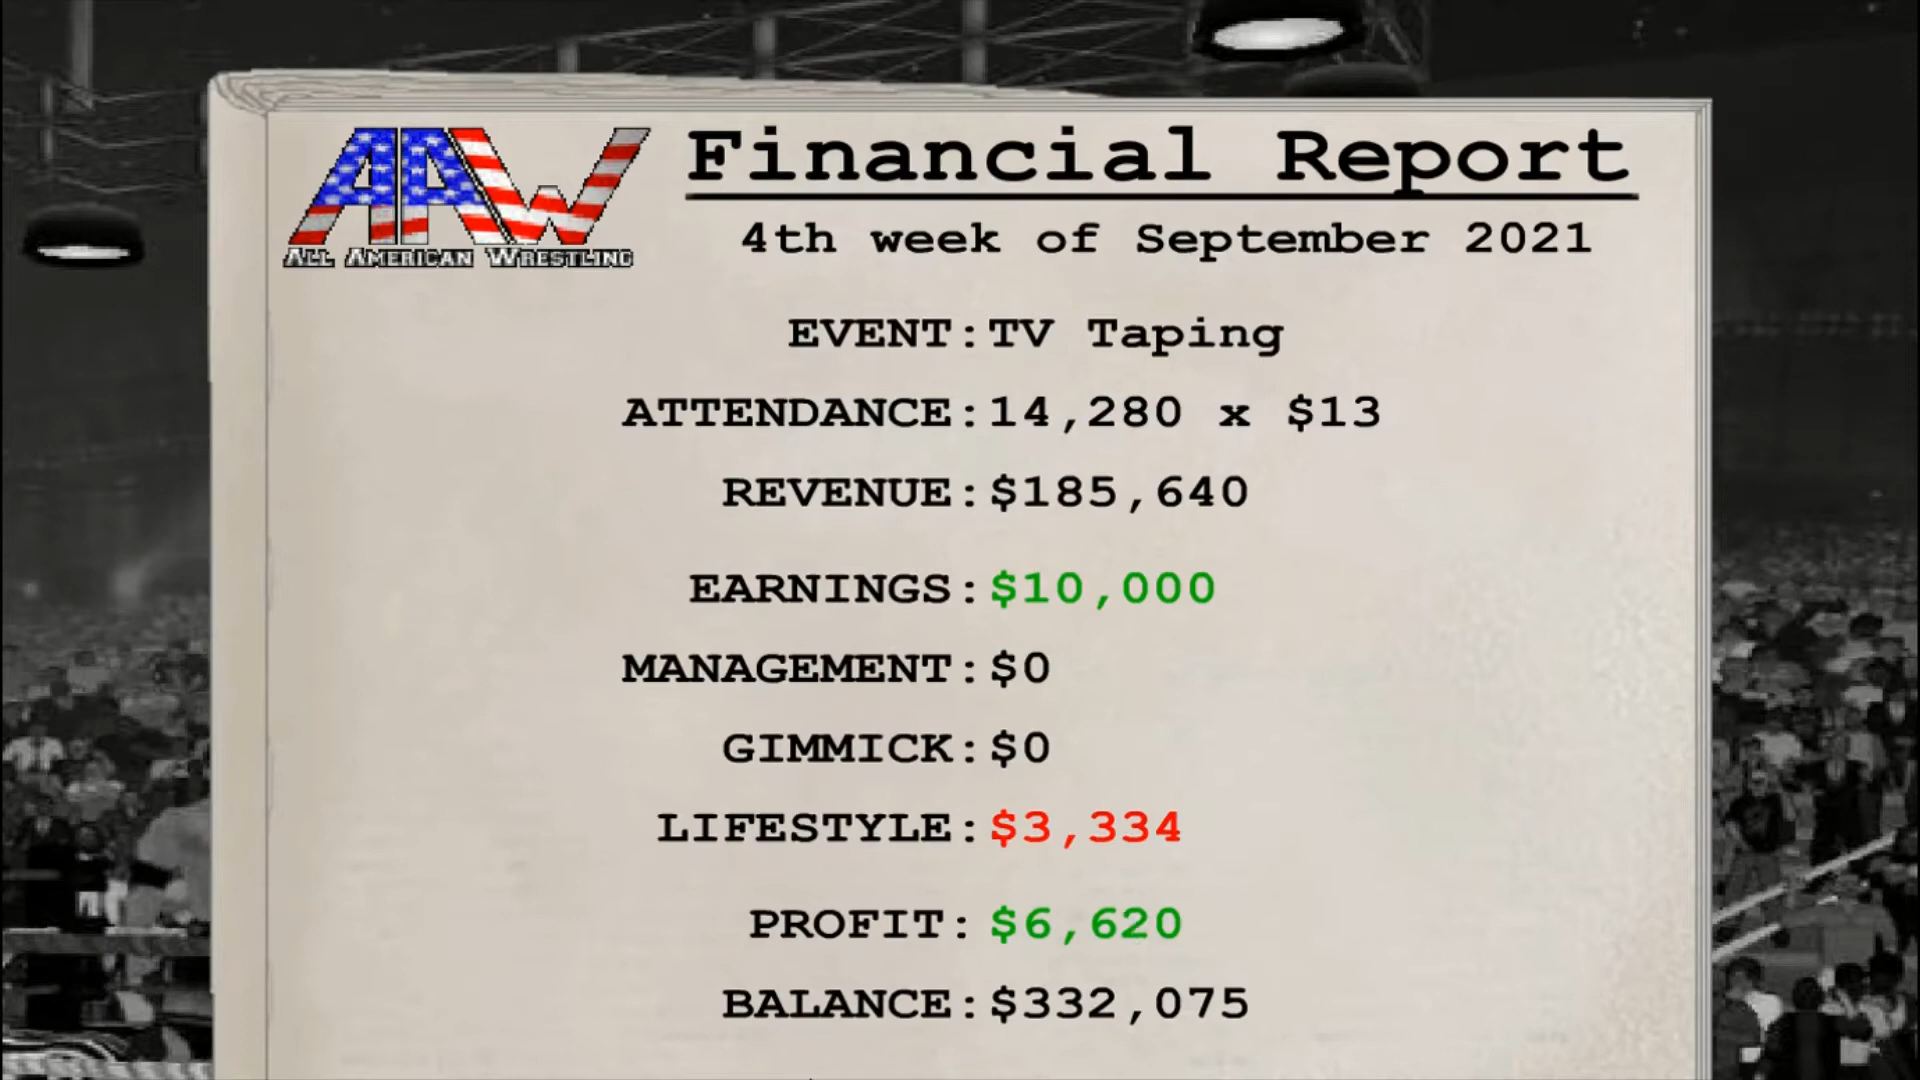 AAW
ALL AMERICAN WRESTLING
Financial Report
4th week of September 2021
EVENT: TV Taping
ATTENDANCE: 14,280 x $13
REVENUE: $185,640
EARNINGS: $10,000
MANAGEMENT: $0
GIMMICK: $0
LIFESTYLE: $3,334
PROFIT: $6,620
BALANCE: $332,075